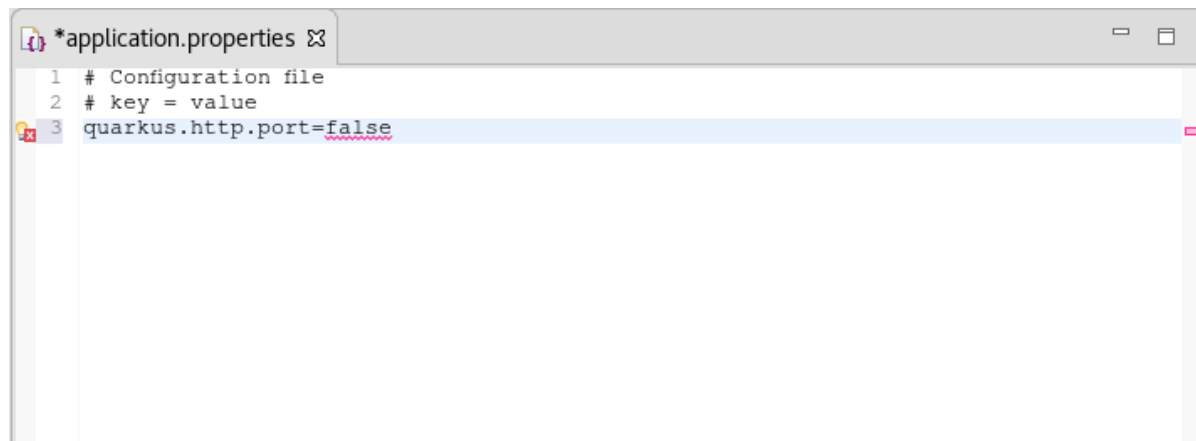 *application.properties
1 # Configuration file
2 # key = value
3 quarkus.http.port=false